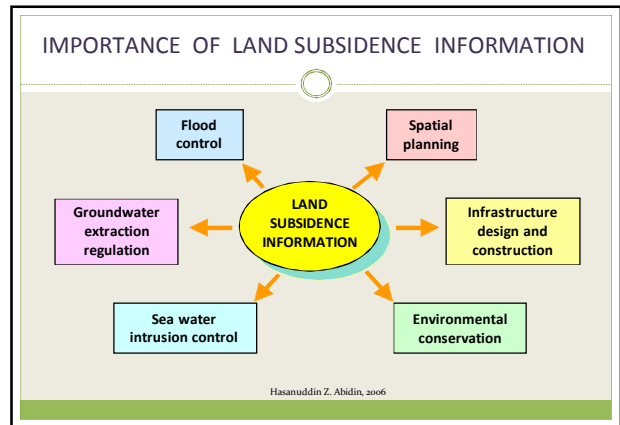 IMPORTANCE OF LAND SUBSIDENCE INFORMATION
Flood
control
Spatial
planning
Groundwater
extraction
regulation
LAND
SUBSIDENCE
INFORMATION
Infrastructure
design and
construction
Sea water
intrusion control
Environmental
conservation
Hasanuddin Z. Abidin, 2006